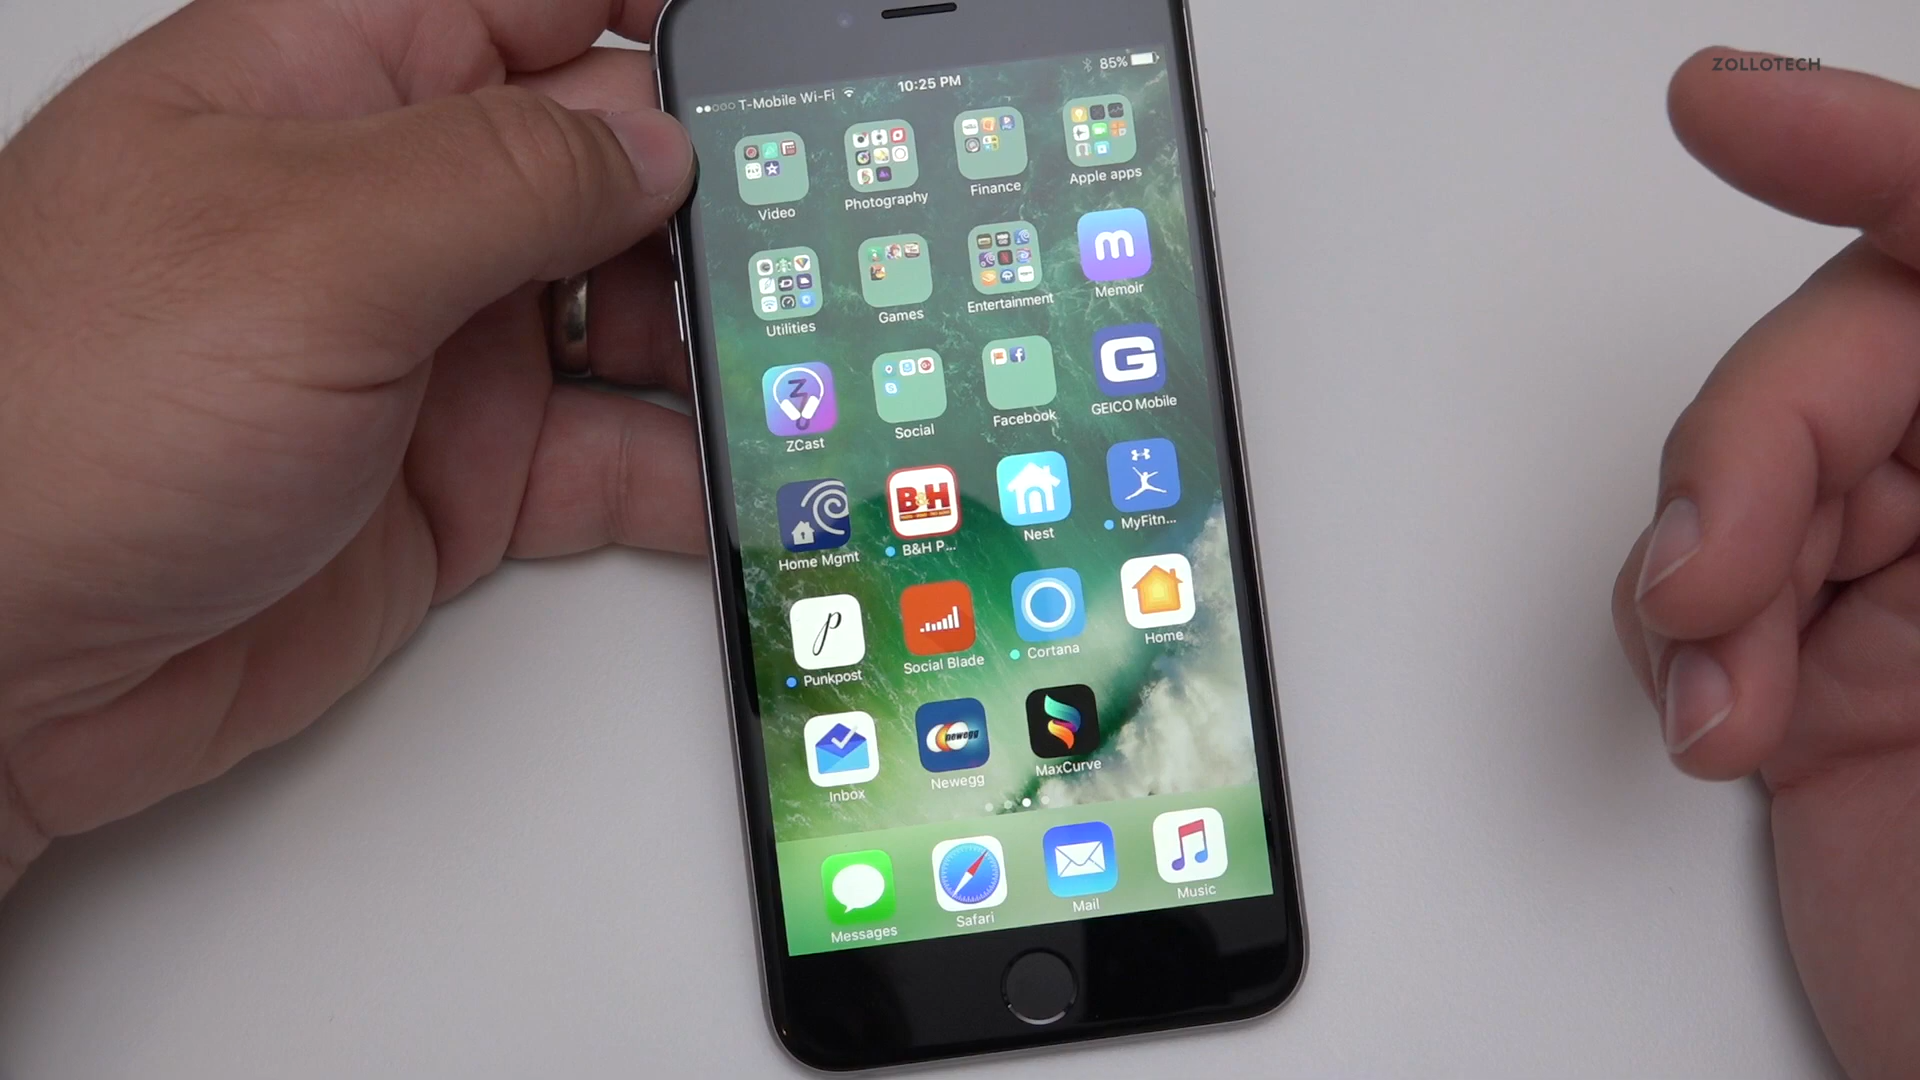 ZOLLOTECH
T-Mobile Wi-Fi 10:25 PM 85%
Video Photography Finance Apple apps
Utilities Games Entertainment Memoir
m
G
ZCast Social Facebook GEICO Mobile
B&H
Home Mgmt B&H P... Nest MyFitn...
p
Punkpost Social Blade Cortana Home
newegg
Inbox Newegg MaxCurve
Messages Safari Mail Music